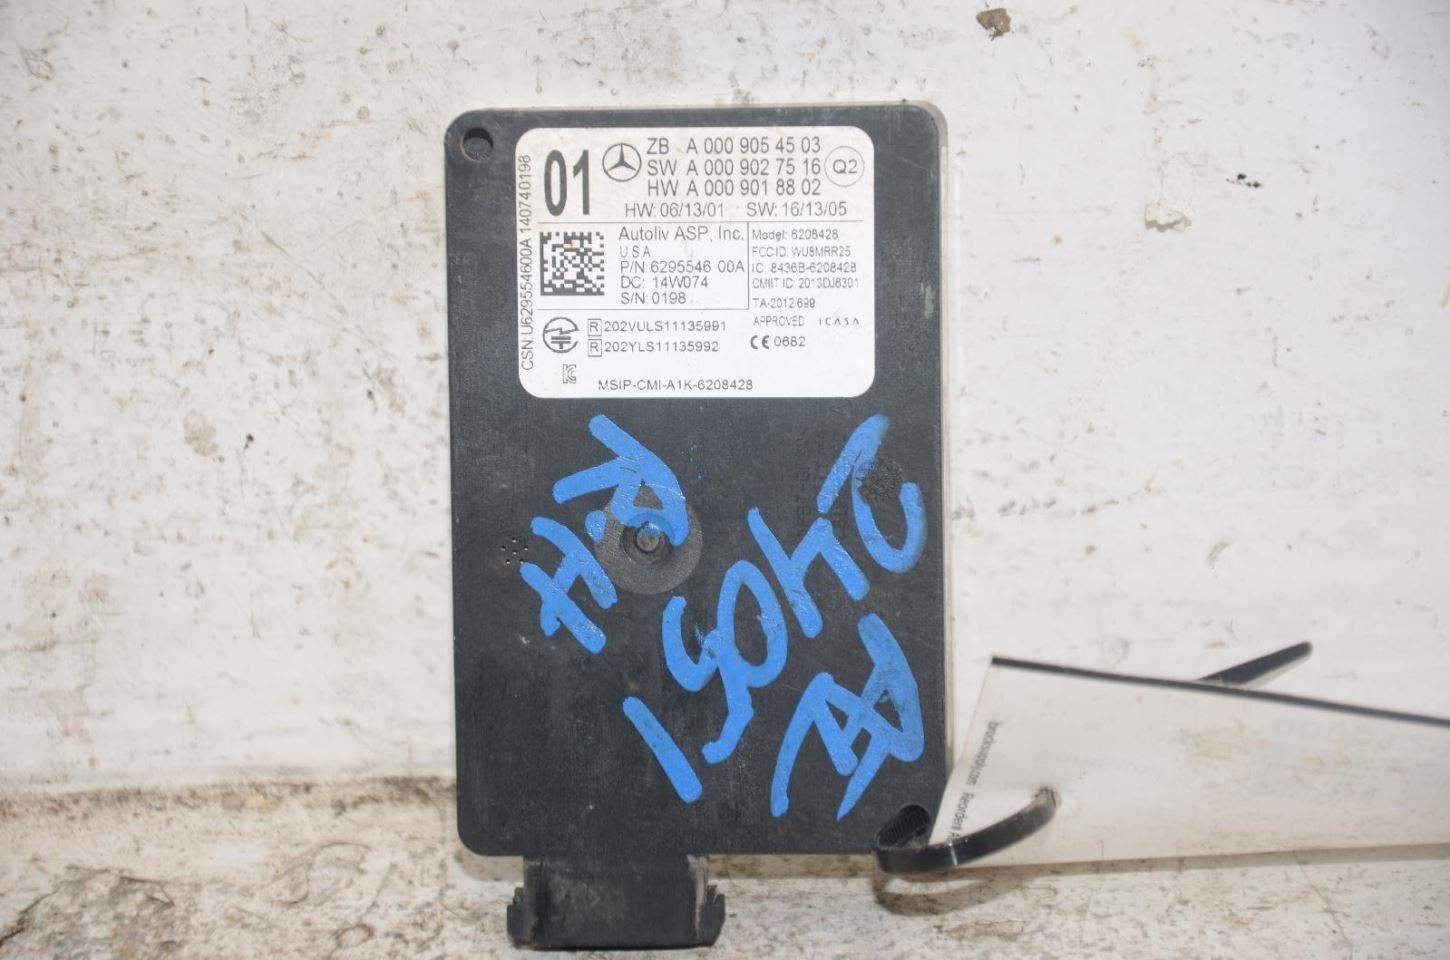 01
ZB A 000 905 45 03
SW A 000 902 75 16
Q2
HW A 000 901 88 02
HW: 06/13/01 SW: 16/13/05
CSN: U629554600A 140740198
Autoliv ASP, Inc.
U.S.A
P/N: 6295546 00A
DC: 14W074
S/N: 0198
Model: 6208428
FCC ID: WU8MRR25
IC: 8436B-6208428
CMIIT ID: 2013DJ6301
TA-2012/699
APPROVED ICASA
R 202VULS11135991
R 202YLS11135992
CE 0682
MSIP-CMI-A1K-6208428
R.H